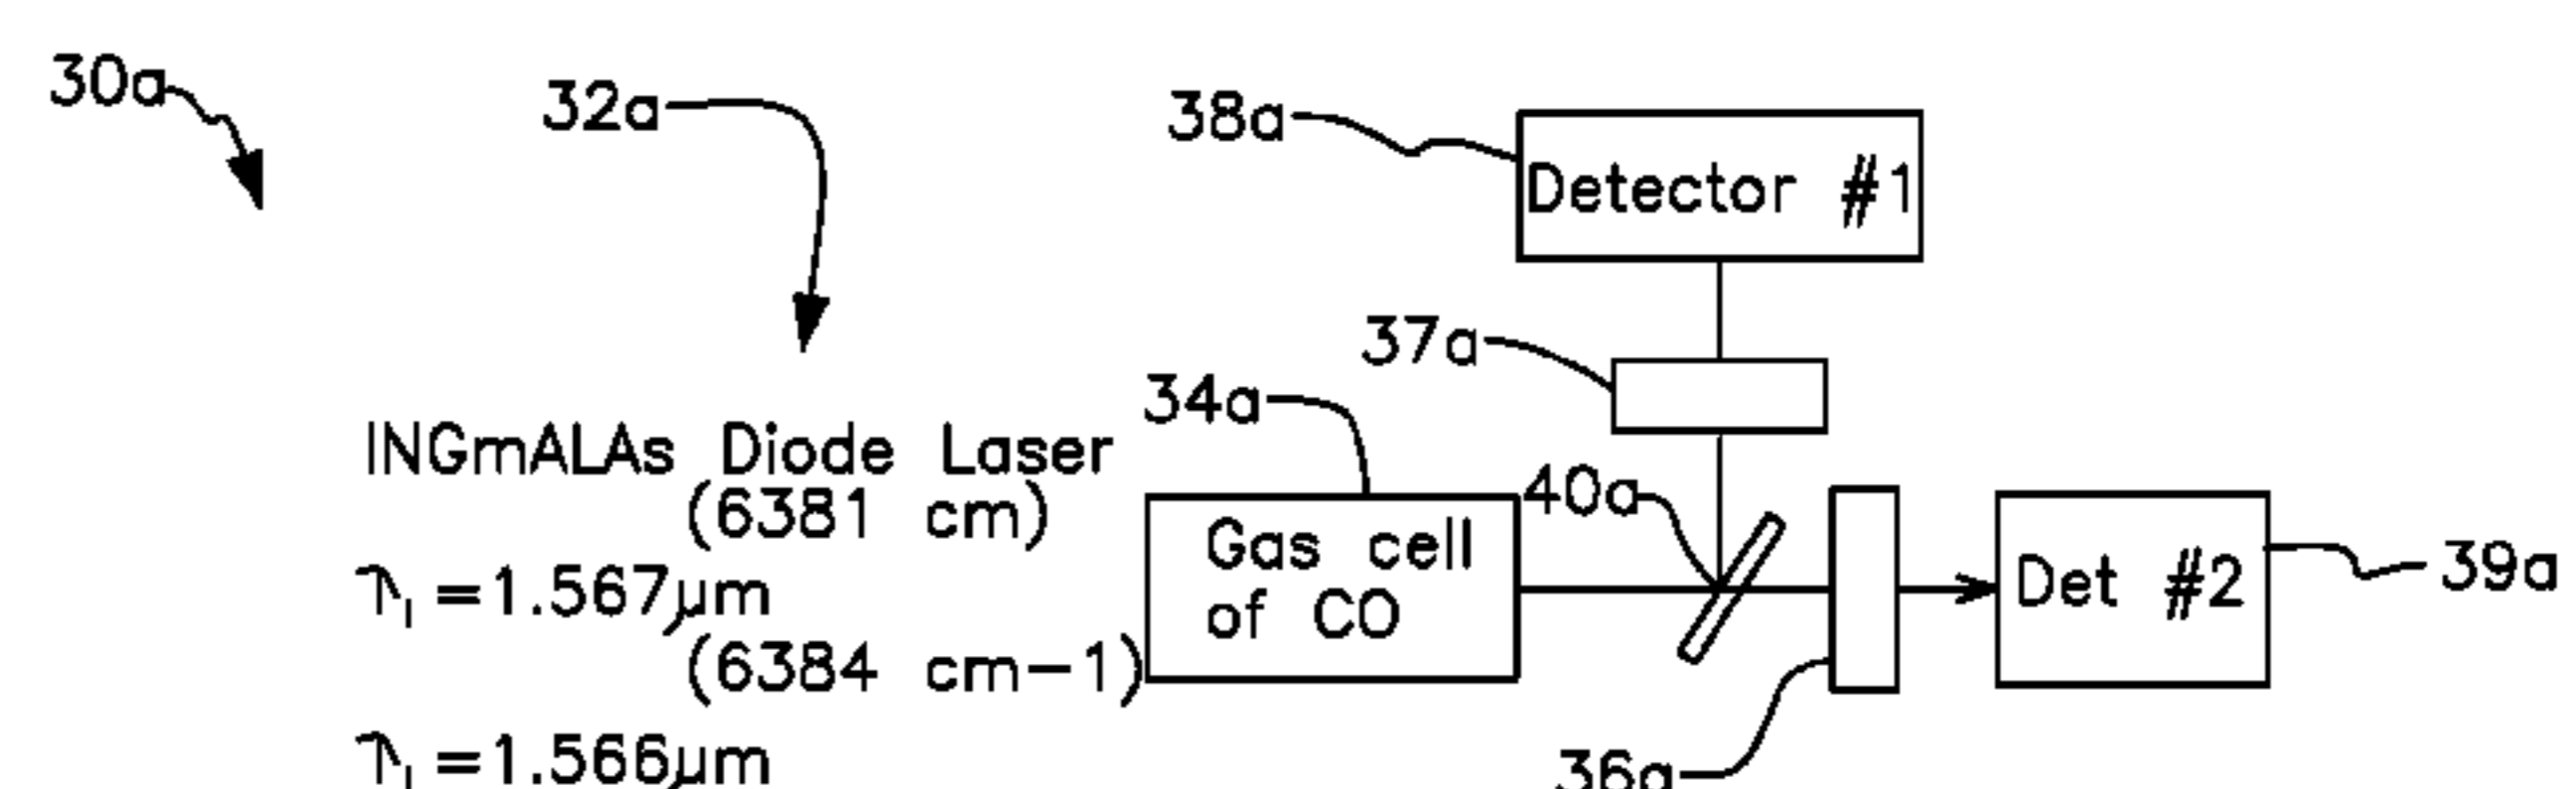 30a
32a
38a
Detector #1
37a
34a
40a
INGmALAs Diode Laser
(6381 cm)
λ₁ =1.567µm
(6384 cm-1)
λ₁ =1.566µm
Gas cell
of CO
Det #2
39a
36a